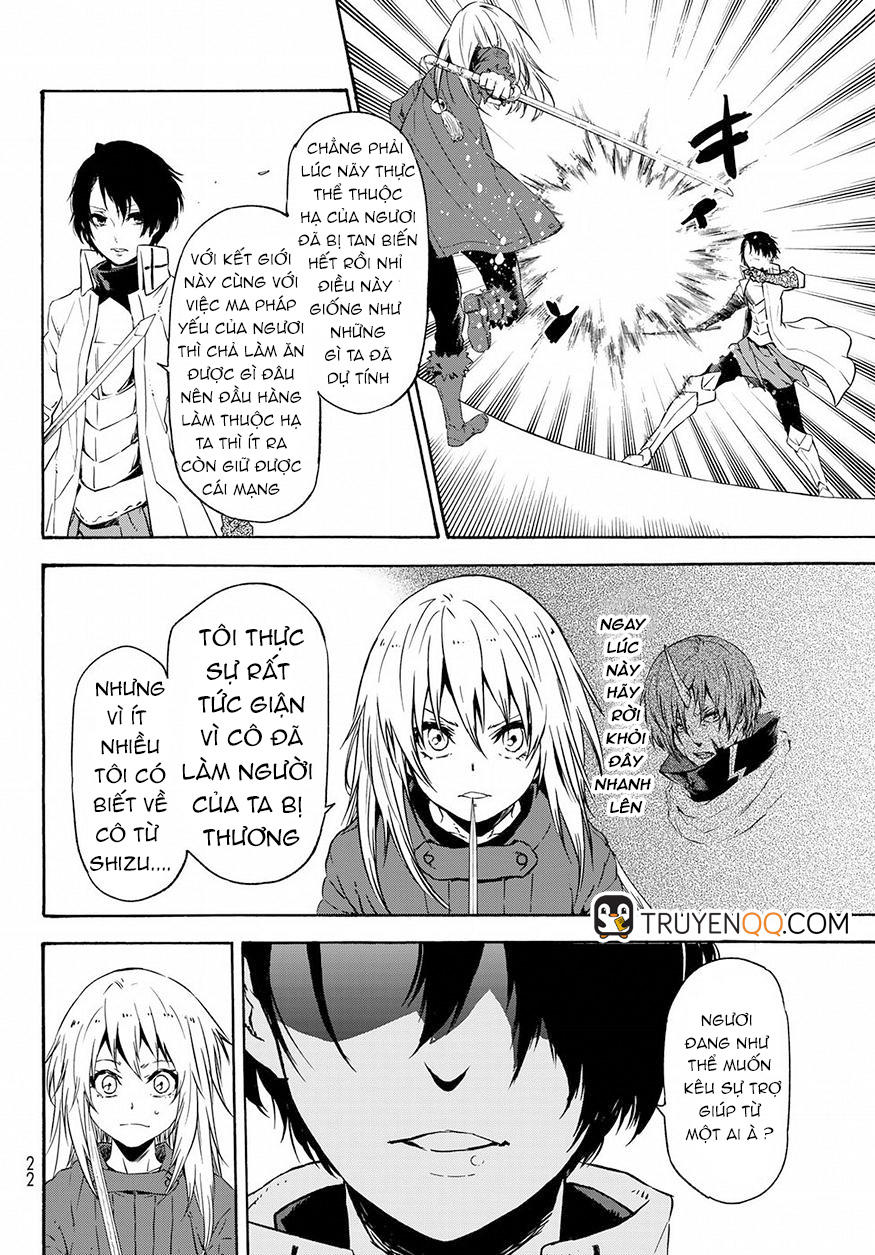 ギィン
CHẲNG PHẢI
LÚC NÀY THỰC
THỂ THUỘC
HẠ CỦA NGƯƠI
ĐÃ BỊ TAN BIẾN
HẾT RỒI NHỈ
ĐIỀU NÀY
GIỐNG NHƯ
NHỮNG
GÌ TA ĐÃ
DỰ TÍNH
VỚI KẾT GIỚI
NÀY CÙNG VỚI
VIỆC MA PHÁP
YẾU CỦA NGƯƠI
THÌ CHẢ LÀM ĂN
ĐƯỢC GÌ ĐÂU
NÊN ĐẦU HÀNG
LÀM THUỘC HẠ
TA THÌ ÍT RA
CÒN GIỮ ĐƯỢC
CÁI MẠNG
NGAY
LÚC
NÀY
HÃY
RỜI
KHỎI
ĐÂY
NHANH
LÊN
TÔI THỰC
SỰ RẤT
TỨC GIẬN
VÌ CÔ ĐÃ
LÀM NGƯỜI
CỦA TA BỊ
THƯƠNG
NHƯNG
VÌ ÍT
NHIỀU
TÔI CÓ
BIẾT VỀ
CÔ TỪ
SHIZU....
TRUYENQQ.COM
NGƯƠI
ĐANG NHƯ
THỂ MUỐN
KÊU SỰ TRỢ
GIÚP TỪ
MỘT AI À ?
22